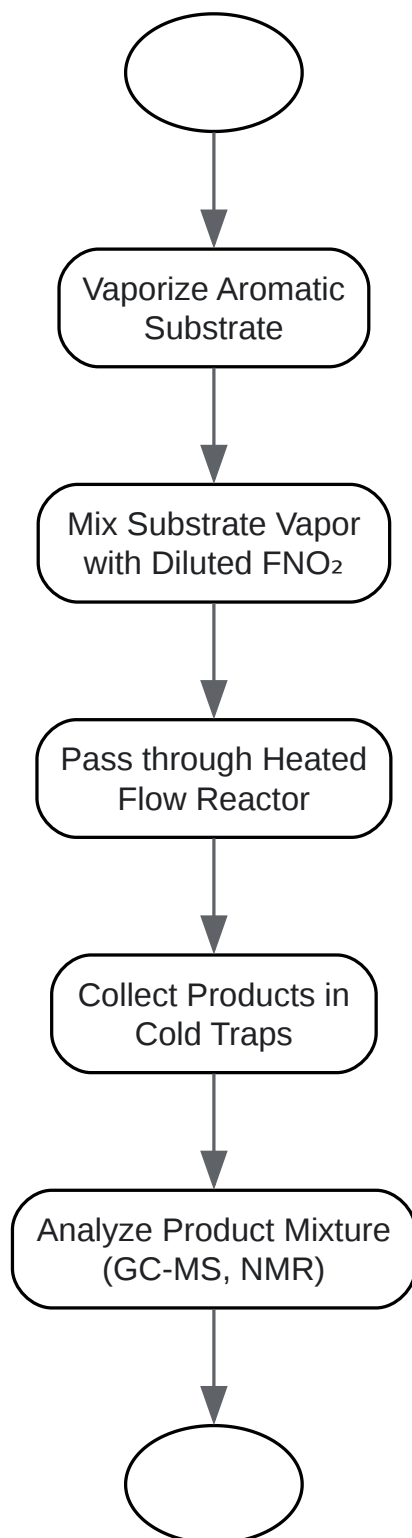 Vaporize Aromatic
Substrate
Mix Substrate Vapor
with Diluted FNO₂
Pass through Heated
Flow Reactor
Collect Products in
Cold Traps
Analyze Product Mixture
(GC-MS, NMR)